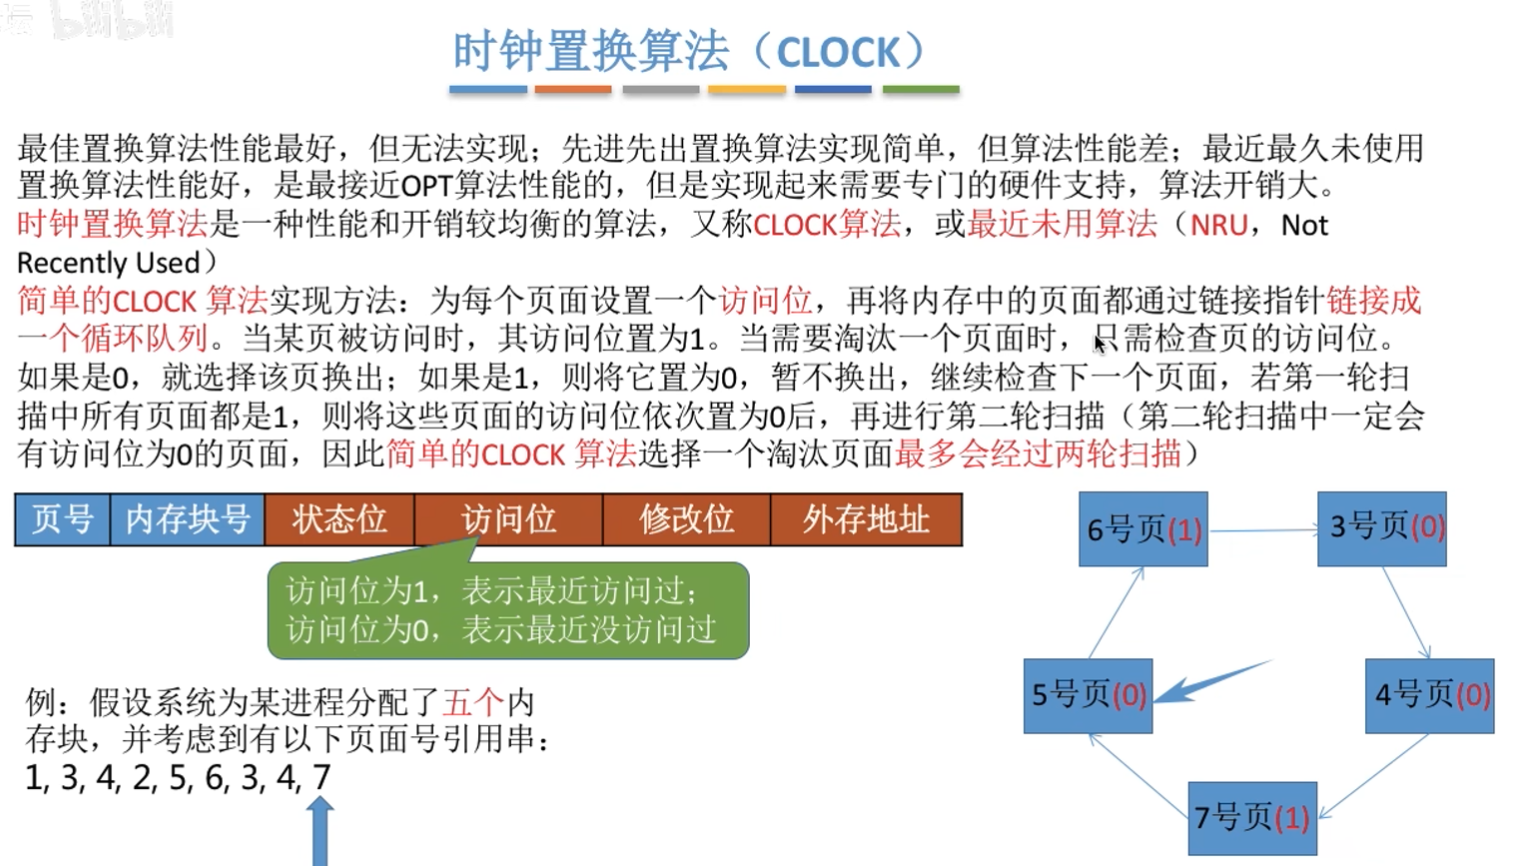 bilibili
时钟置换算法（CLOCK）
最佳置换算法性能最好，但无法实现；先进先出置换算法实现简单，但算法性能差；最近最久未使用
置换算法性能好，是最接近OPT算法性能的，但是实现起来需要专门的硬件支持，算法开销大。
时钟置换算法是一种性能和开销较均衡的算法，又称CLOCK算法，或最近未用算法（NRU，Not
Recently Used）
简单的CLOCK 算法实现方法：为每个页面设置一个访问位，再将内存中的页面都通过链接指针链接成
一个循环队列。当某页被访问时，其访问位置为1。当需要淘汰一个页面时，只需检查页的访问位。
如果是0，就选择该页换出；如果是1，则将它置为0，暂不换出，继续检查下一个页面，若第一轮扫
描中所有页面都是1，则将这些页面的访问位依次置为0后，再进行第二轮扫描（第二轮扫描中一定会
有访问位为0的页面，因此简单的CLOCK 算法选择一个淘汰页面最多会经过两轮扫描）
页号 内存块号 状态位 访问位 修改位 外存地址
访问位为1，表示最近访问过；
访问位为0，表示最近没访问过
例：假设系统为某进程分配了五个内
存块，并考虑到有以下页面号引用串：
1, 3, 4, 2, 5, 6, 3, 4, 7
6号页(1)
3号页(0)
5号页(0)
4号页(0)
7号页(1)